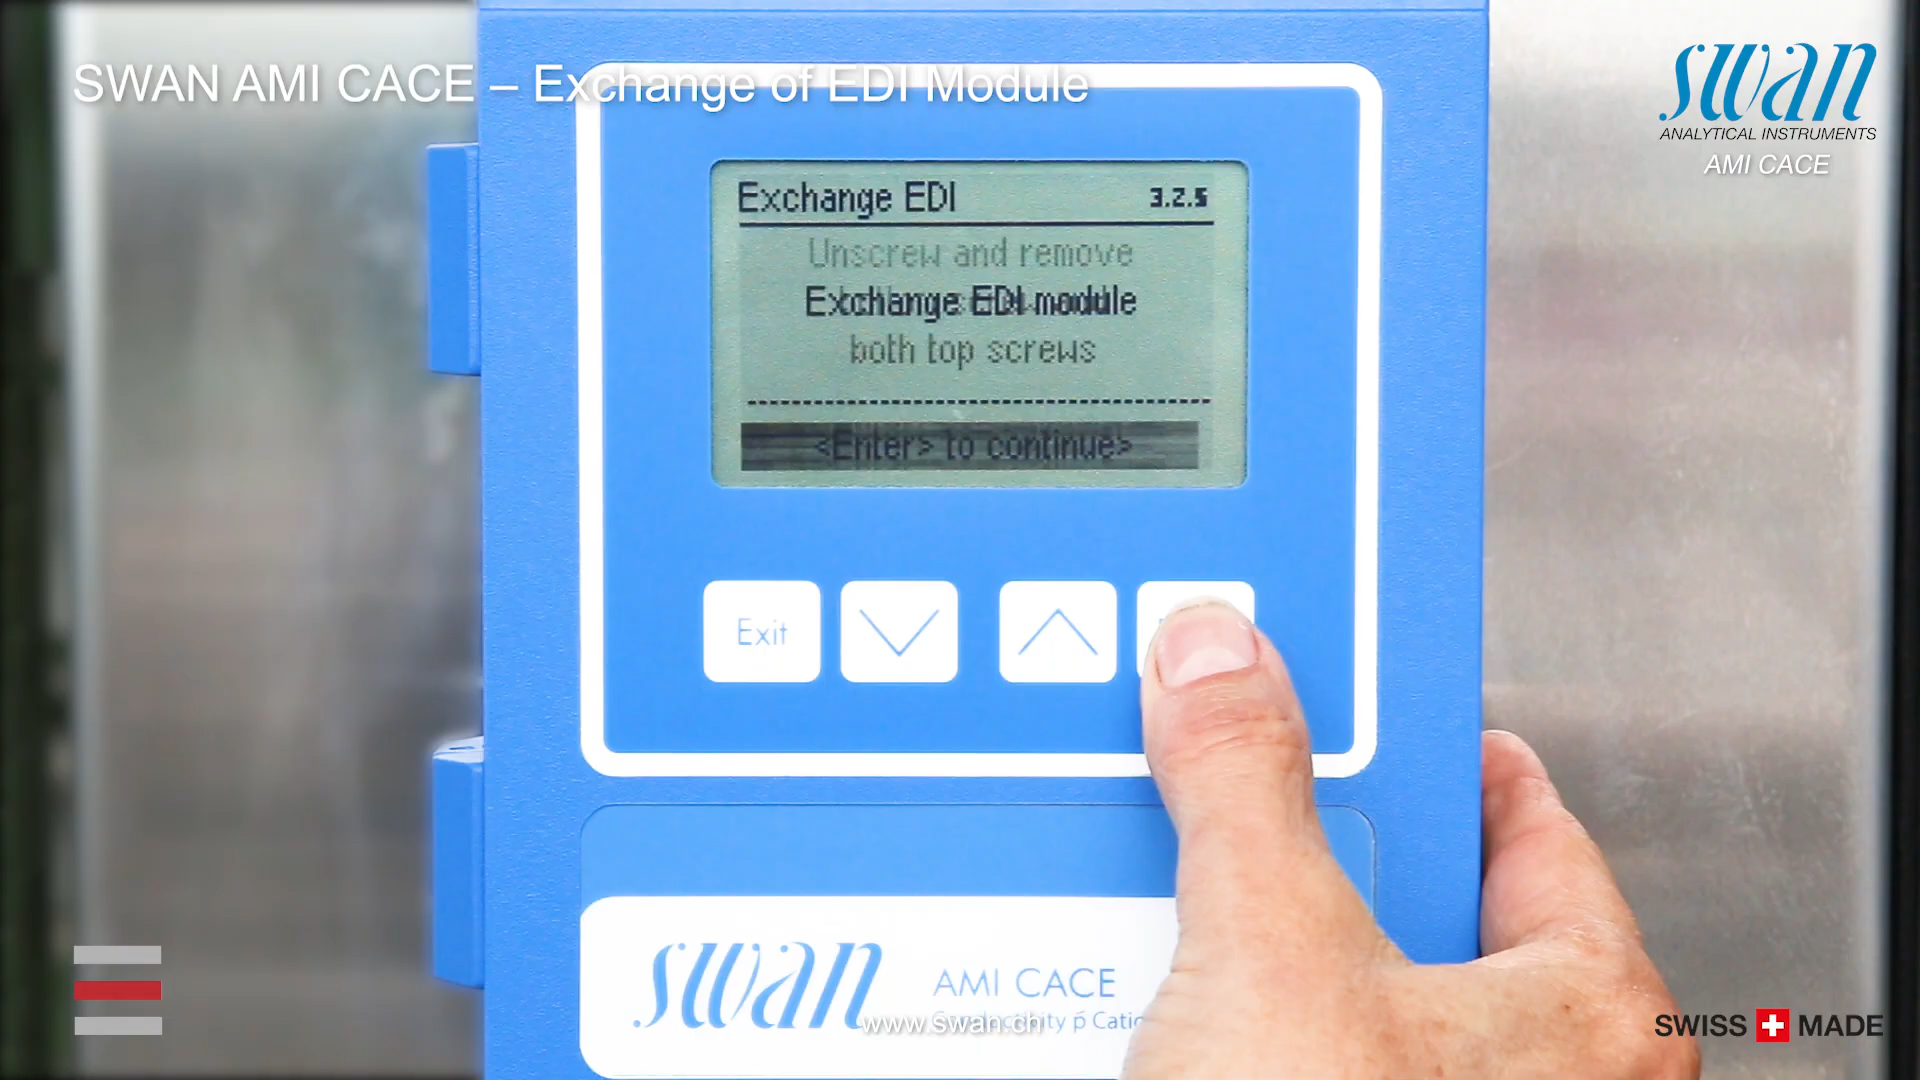 SWAN AMI CACE – Exchange of EDI Module
swan
ANALYTICAL INSTRUMENTS
AMI CACE
Exchange EDI 3.2.5
Unscrew and remove
Exchange EDI module
both top screws
<Enter> to continue>
Exit
swan
AMI CACE
www.swan.ch
SWISS MADE